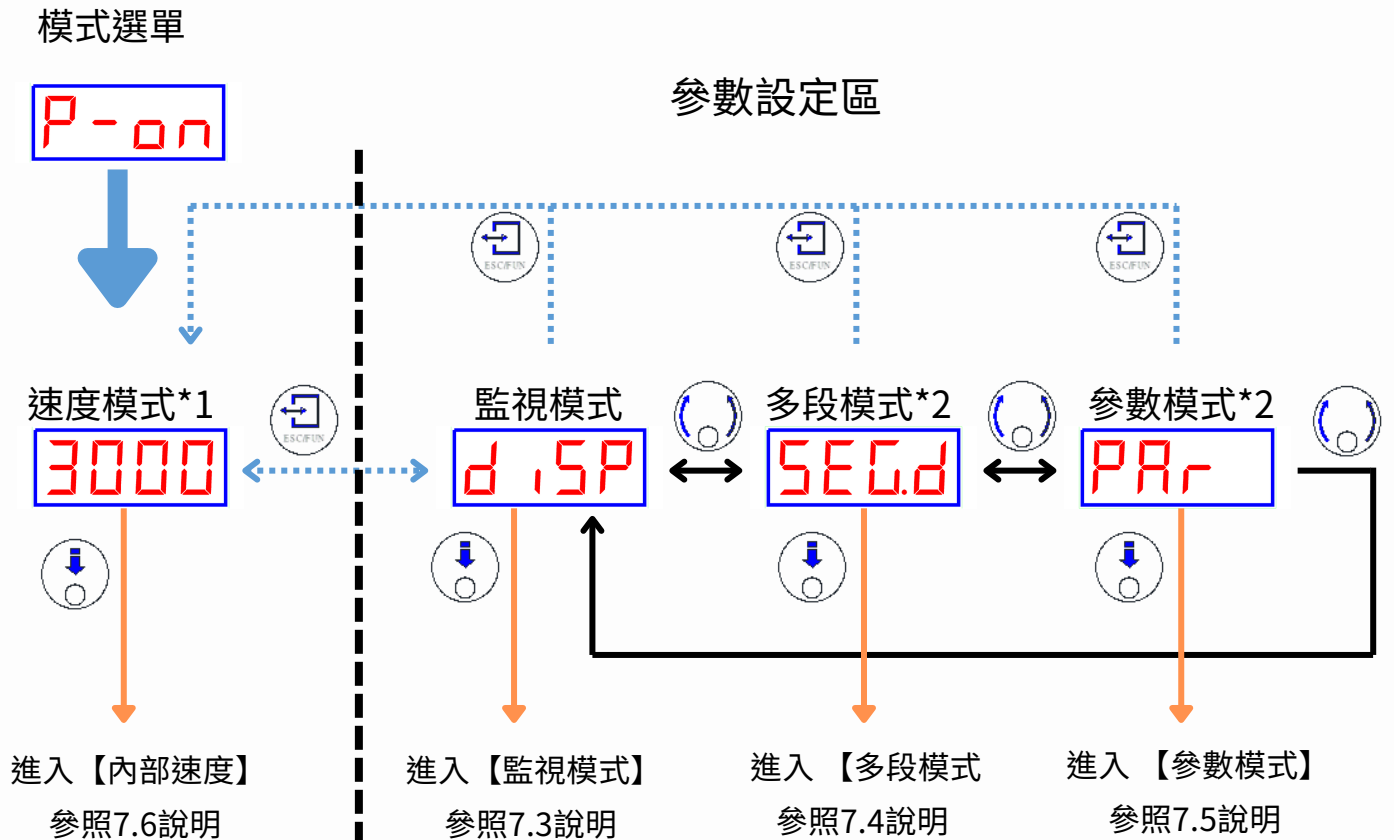 模式選單
參數設定區
P-on
ESC/FUN
ESC/FUN
ESC/FUN
速度模式*1
監視模式
多段模式*2
參數模式*2
ESC/FUN
3000
diSP
SEG.d
PAr
進入【內部速度】
進入【監視模式】
進入 【多段模式
進入 【參數模式】
參照7.6說明
參照7.3說明
參照7.4說明
參照7.5說明